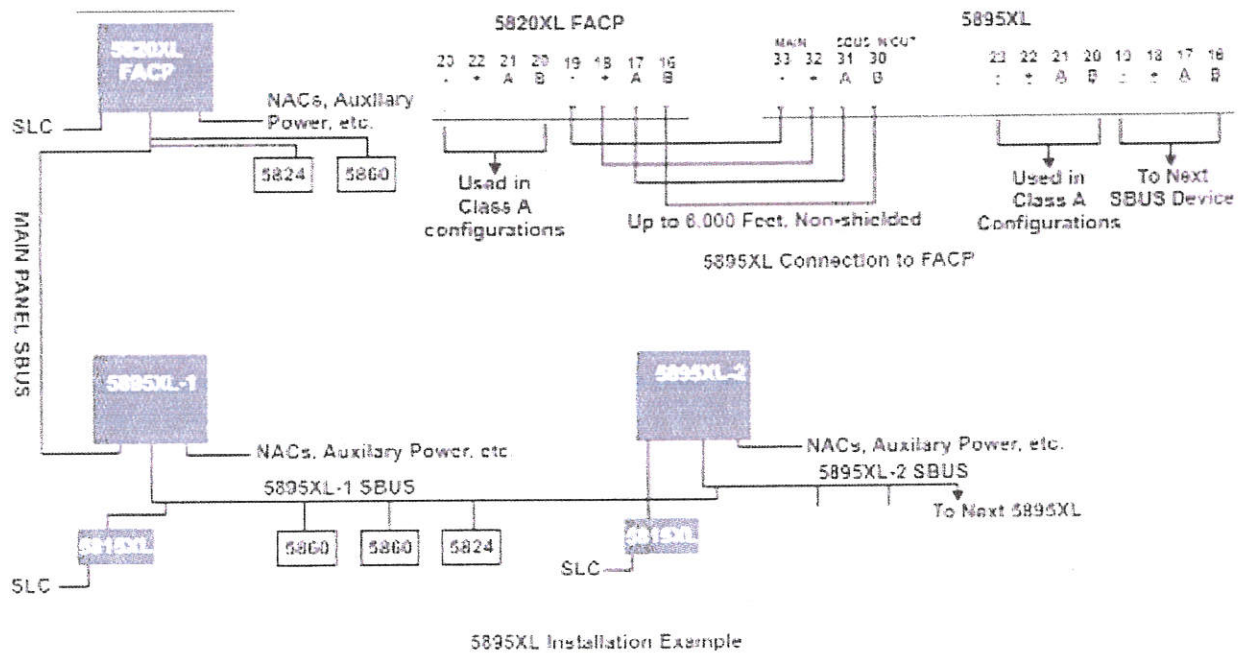 5820XL FACP
5895XL
5820XL
FACP
MAIN SBUS IN/OUT
20 22 21 20 19 18 17 16
- + A B - + A B
33 32 31 30
- + A B
23 22 21 20 19 18 17 16
- + A B - + A B
NACs, Auxilary
Power, etc.
SLC
5824
5860
Used in
Class A
configurations
Up to 6,000 Feet, Non-shielded
Used in
Class A
Configurations
To Next
SBUS Device
5895XL Connection to FACP
MAIN PANEL SBUS
5895XL-1
5895XL-2
NACs, Auxilary Power, etc.
NACs, Auxilary Power, etc.
5895XL-1 SBUS
5895XL-2 SBUS
To Next 5895XL
5815XL
5860
5860
5824
5815XL
SLC
SLC
5895XL Installation Example